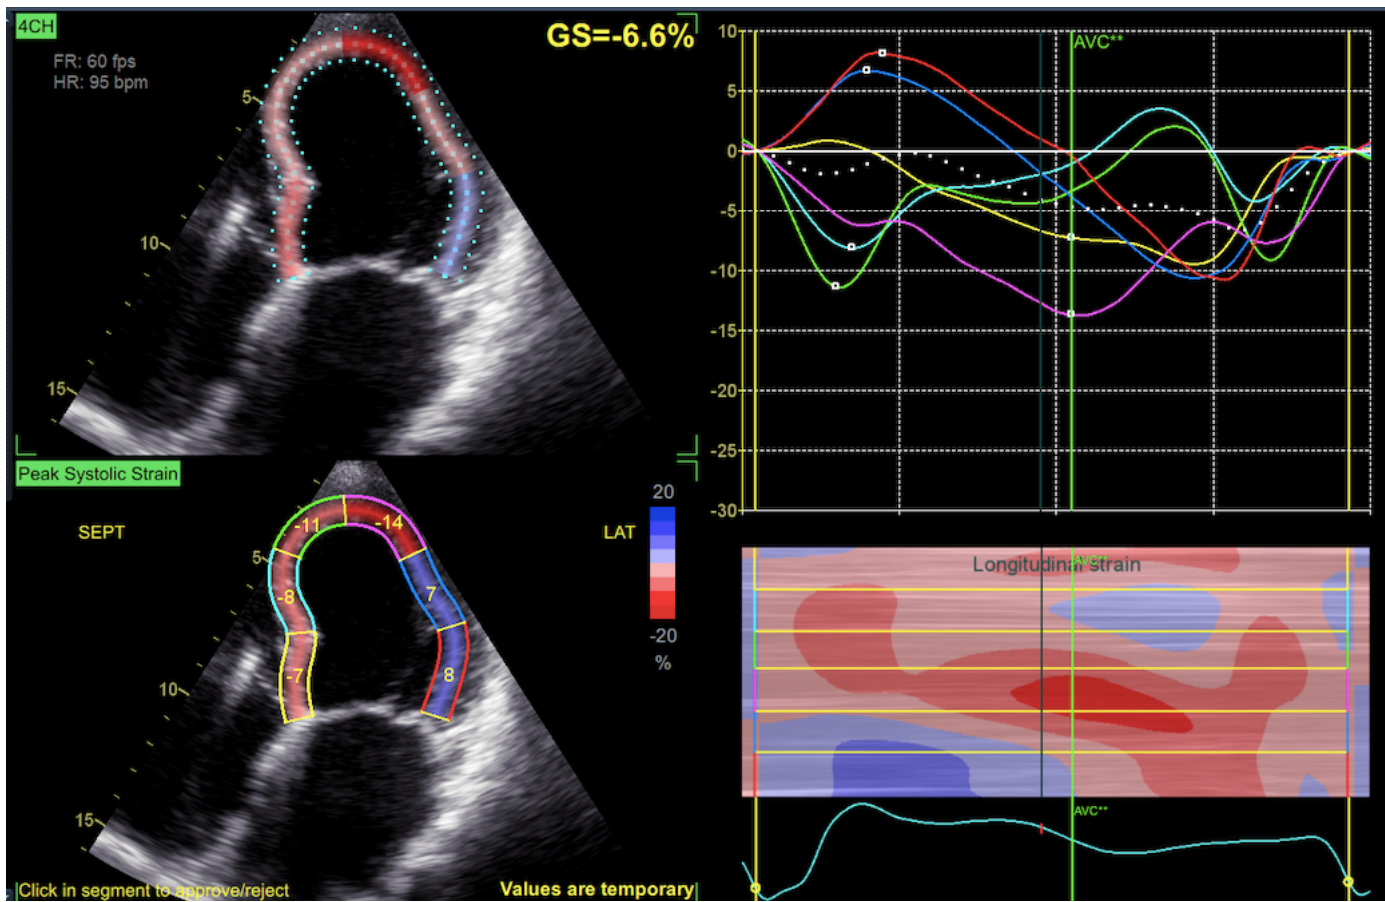 4CH
GS=-6.6%
FR: 60 fps
HR: 95 bpm
5
10
15
Peak Systolic Strain
SEPT
LAT
20
-20
%
5
10
15
-11
-14
-8
7
-7
8
Click in segment to approve/reject
Values are temporary
AVC**
10
5
0
-5
-10
-15
-20
-25
-30
Longitudinal strain
AVC**
AVC**